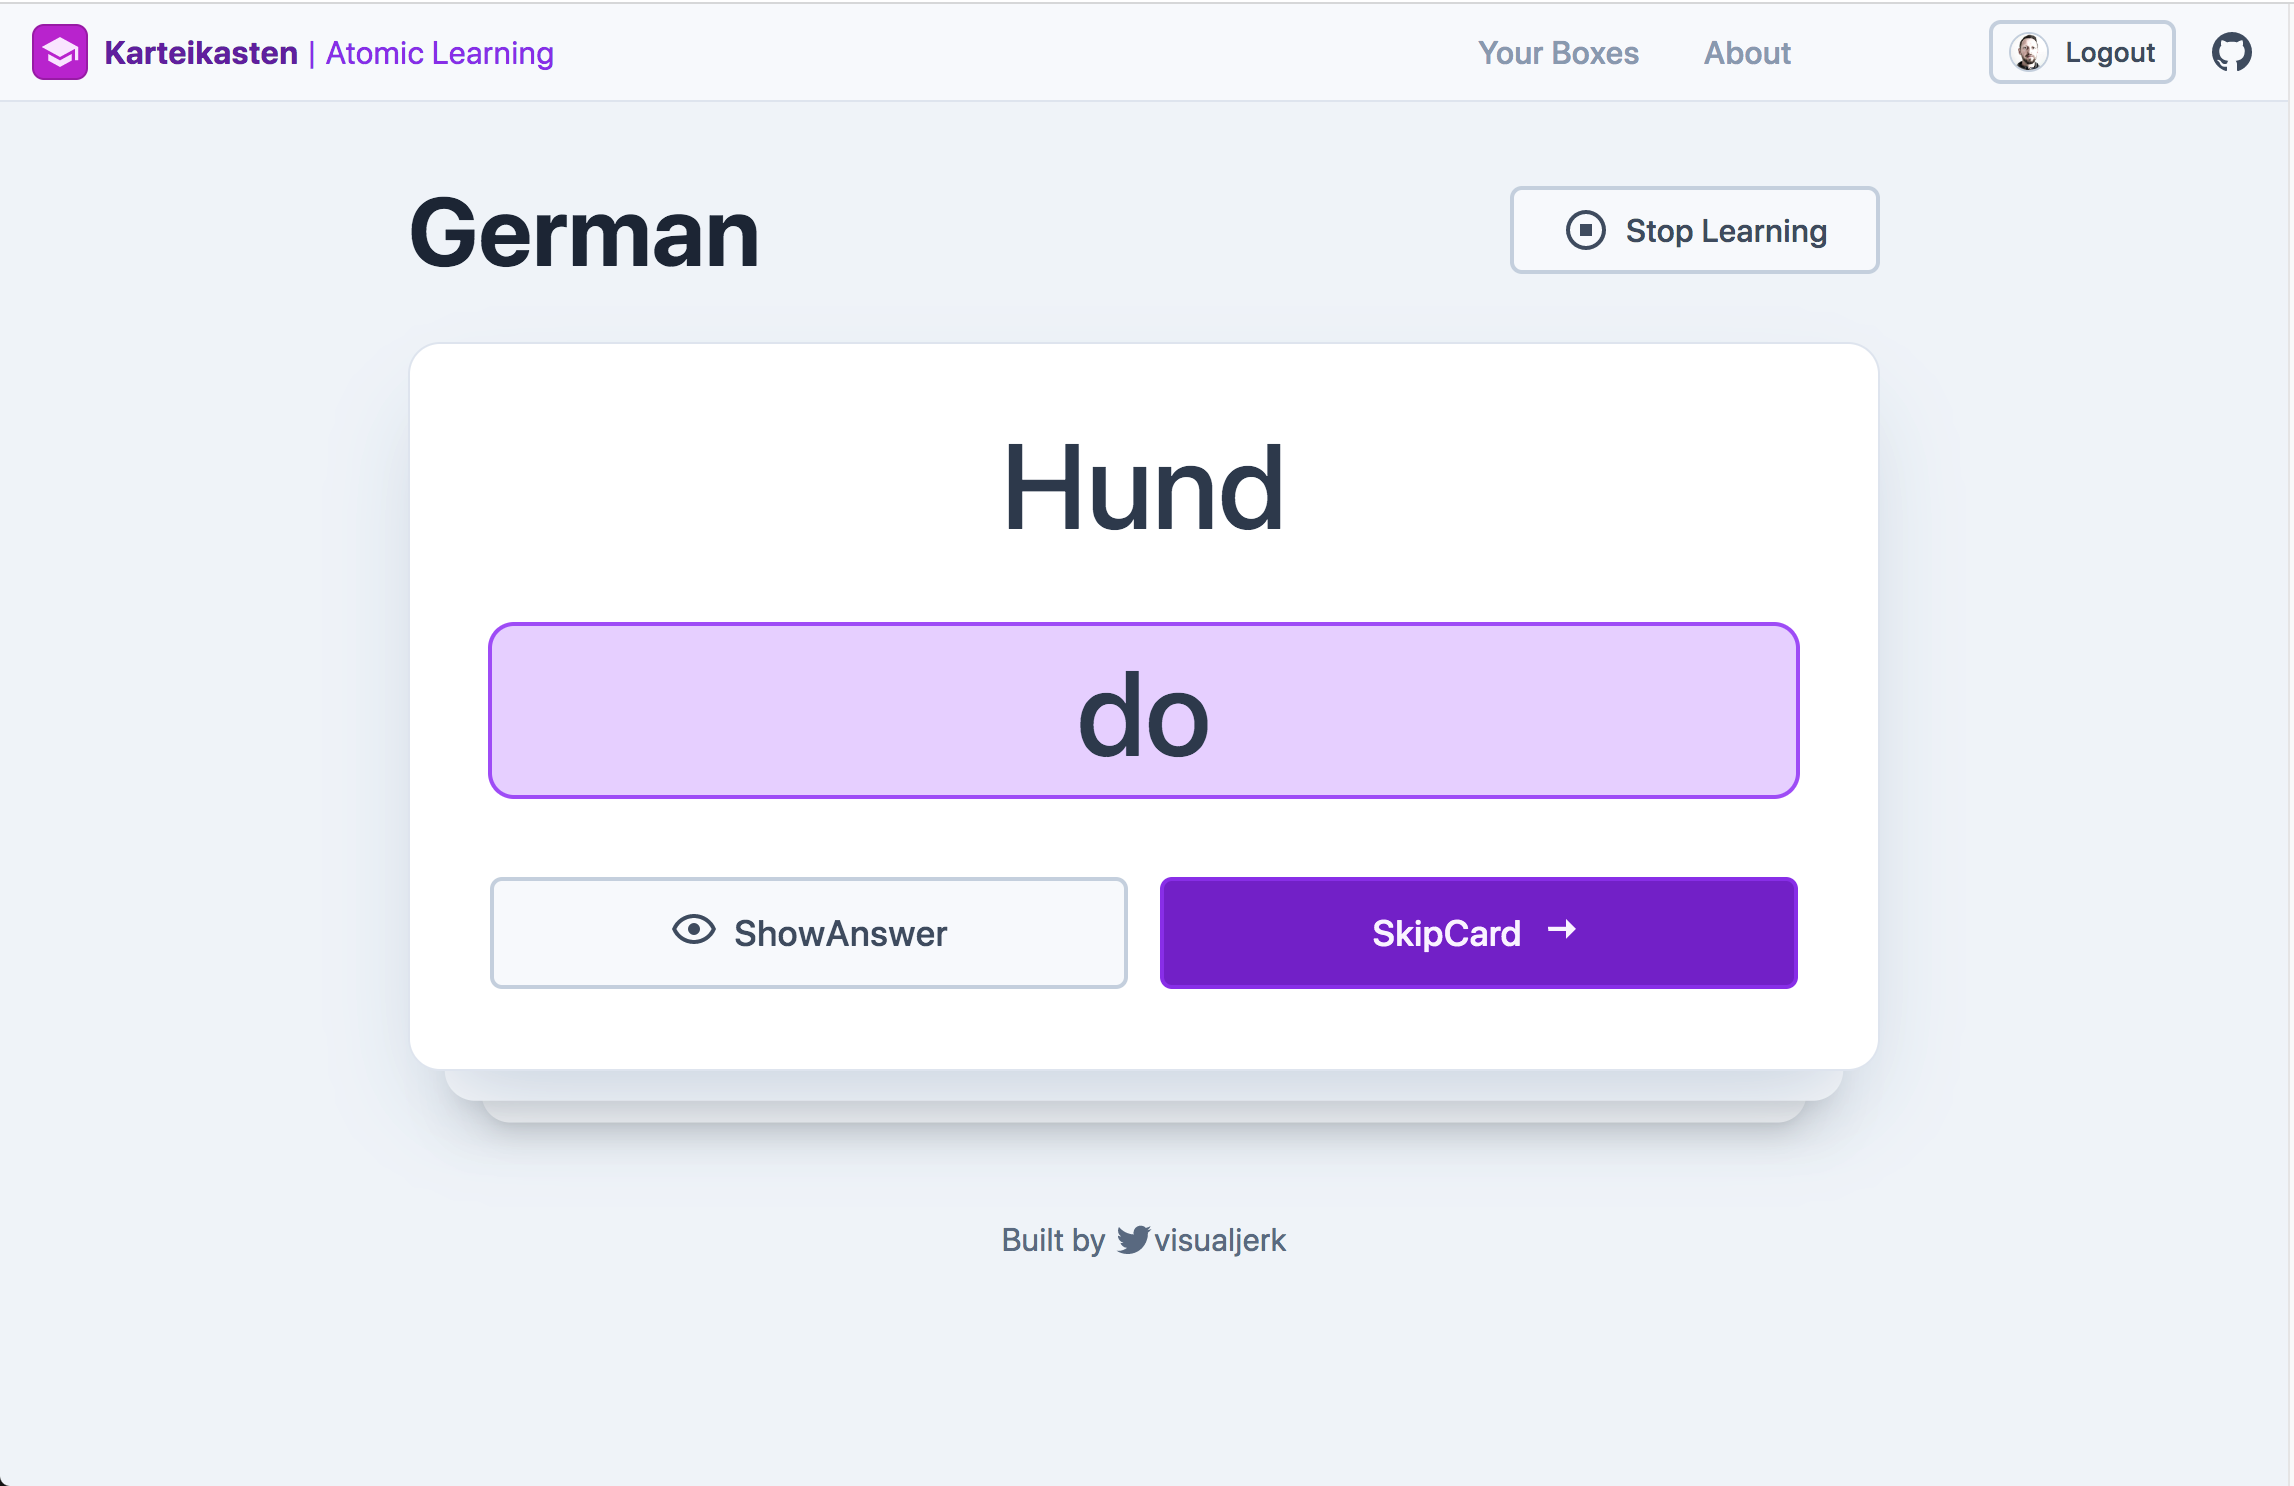 Karteikasten | Atomic Learning
Your Boxes
About
Logout
German
Stop Learning
Hund
do
ShowAnswer
SkipCard →
Built by visualjerk